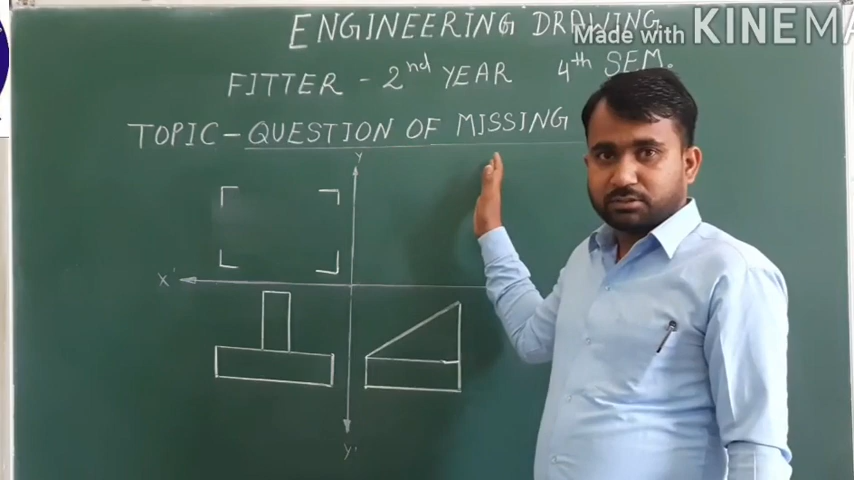 ENGINEERING DRAWING
Made with KINEMA
FITTER - 2nd YEAR 4th SEM.
TOPIC - QUESTION OF MISSING
Y
X'
Y'